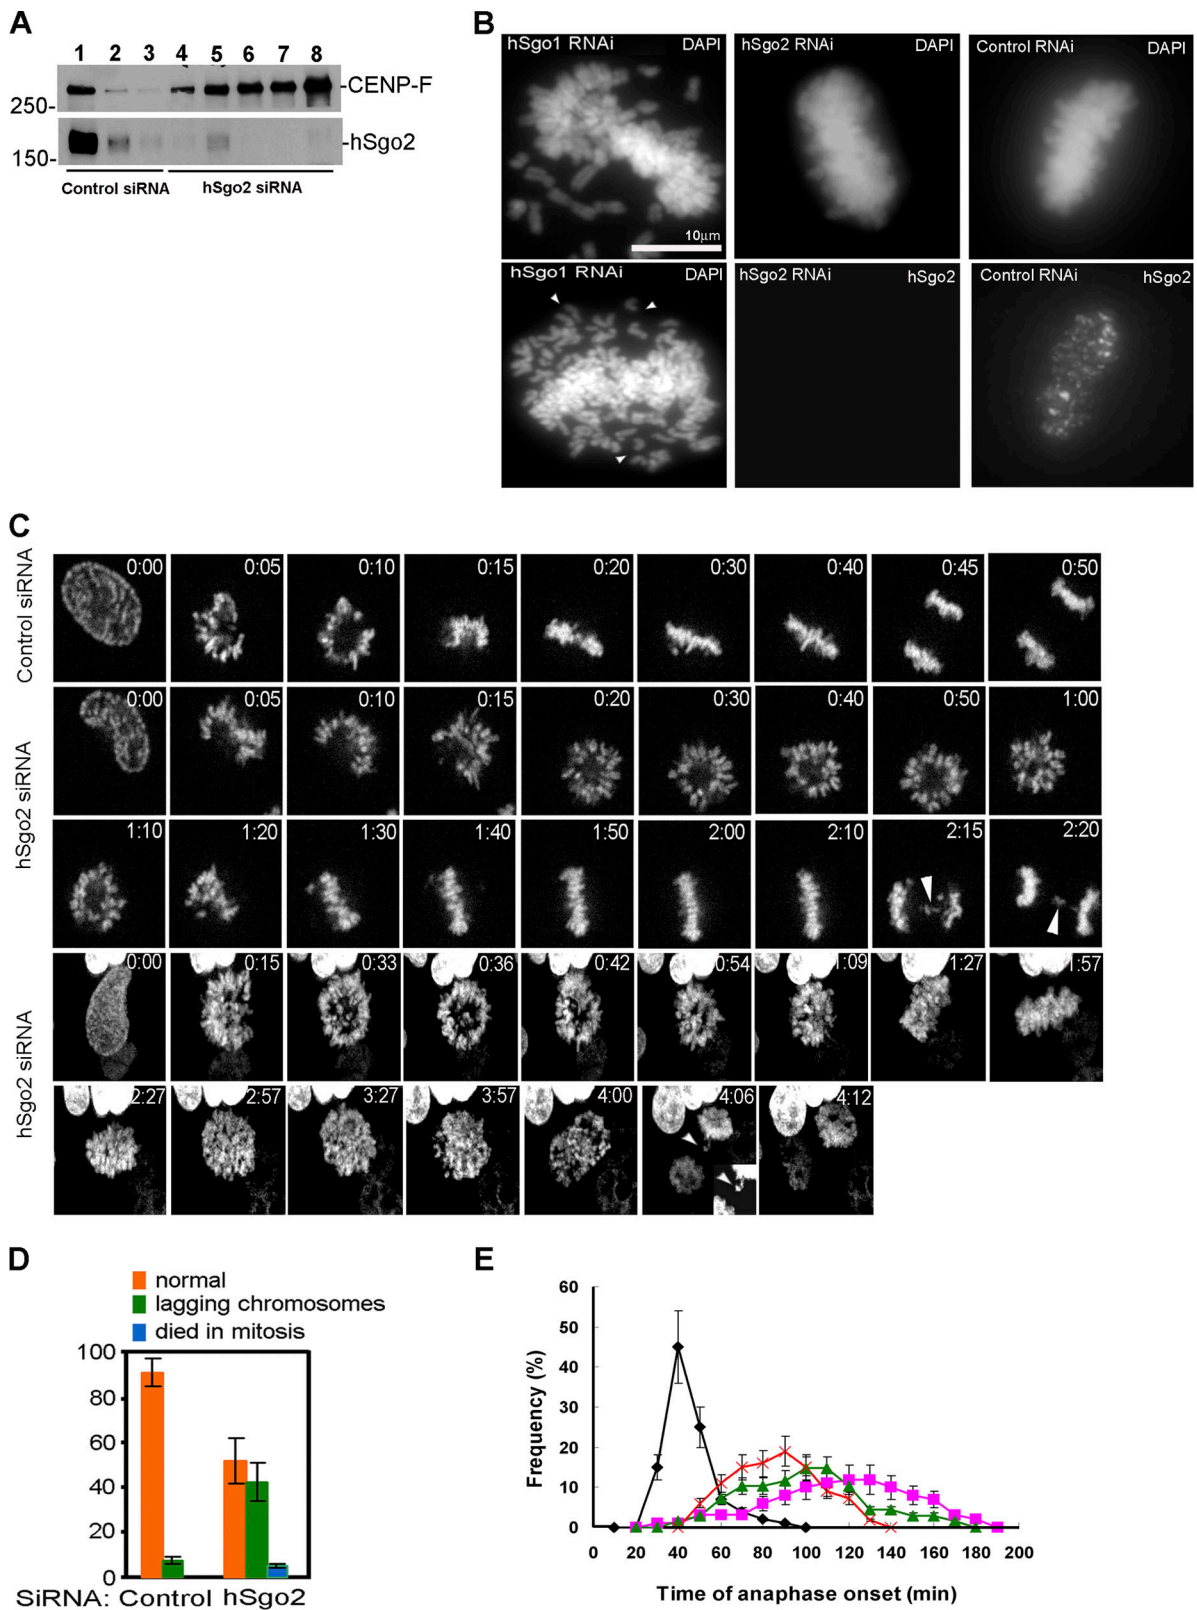 A
1 2 3 4 5 6 7 8
-CENP-F
250-
-hSgo2
150-
Control siRNA hSgo2 siRNA
B
hSgo1 RNAi DAPI hSgo2 RNAi DAPI Control RNAi DAPI
10µm
hSgo1 RNAi DAPI hSgo2 RNAi hSgo2 Control RNAi hSgo2
C
Control siRNA
0:00 0:05 0:10 0:15 0:20 0:30 0:40 0:45 0:50
hSgo2 siRNA
0:00 0:05 0:10 0:15 0:20 0:30 0:40 0:50 1:00
1:10 1:20 1:30 1:40 1:50 2:00 2:10 2:15 2:20
hSgo2 siRNA
0:00 0:15 0:33 0:36 0:42 0:54 1:09 1:27 1:57
2:27 2:57 3:27 3:57 4:00 4:06 4:12
D
normal
lagging chromosomes
died in mitosis
100
80
60
40
20
0
SiRNA: Control hSgo2
E
Frequency (%)
60
50
40
30
20
10
0
0 20 40 60 80 100 120 140 160 180 200
Time of anaphase onset (min)